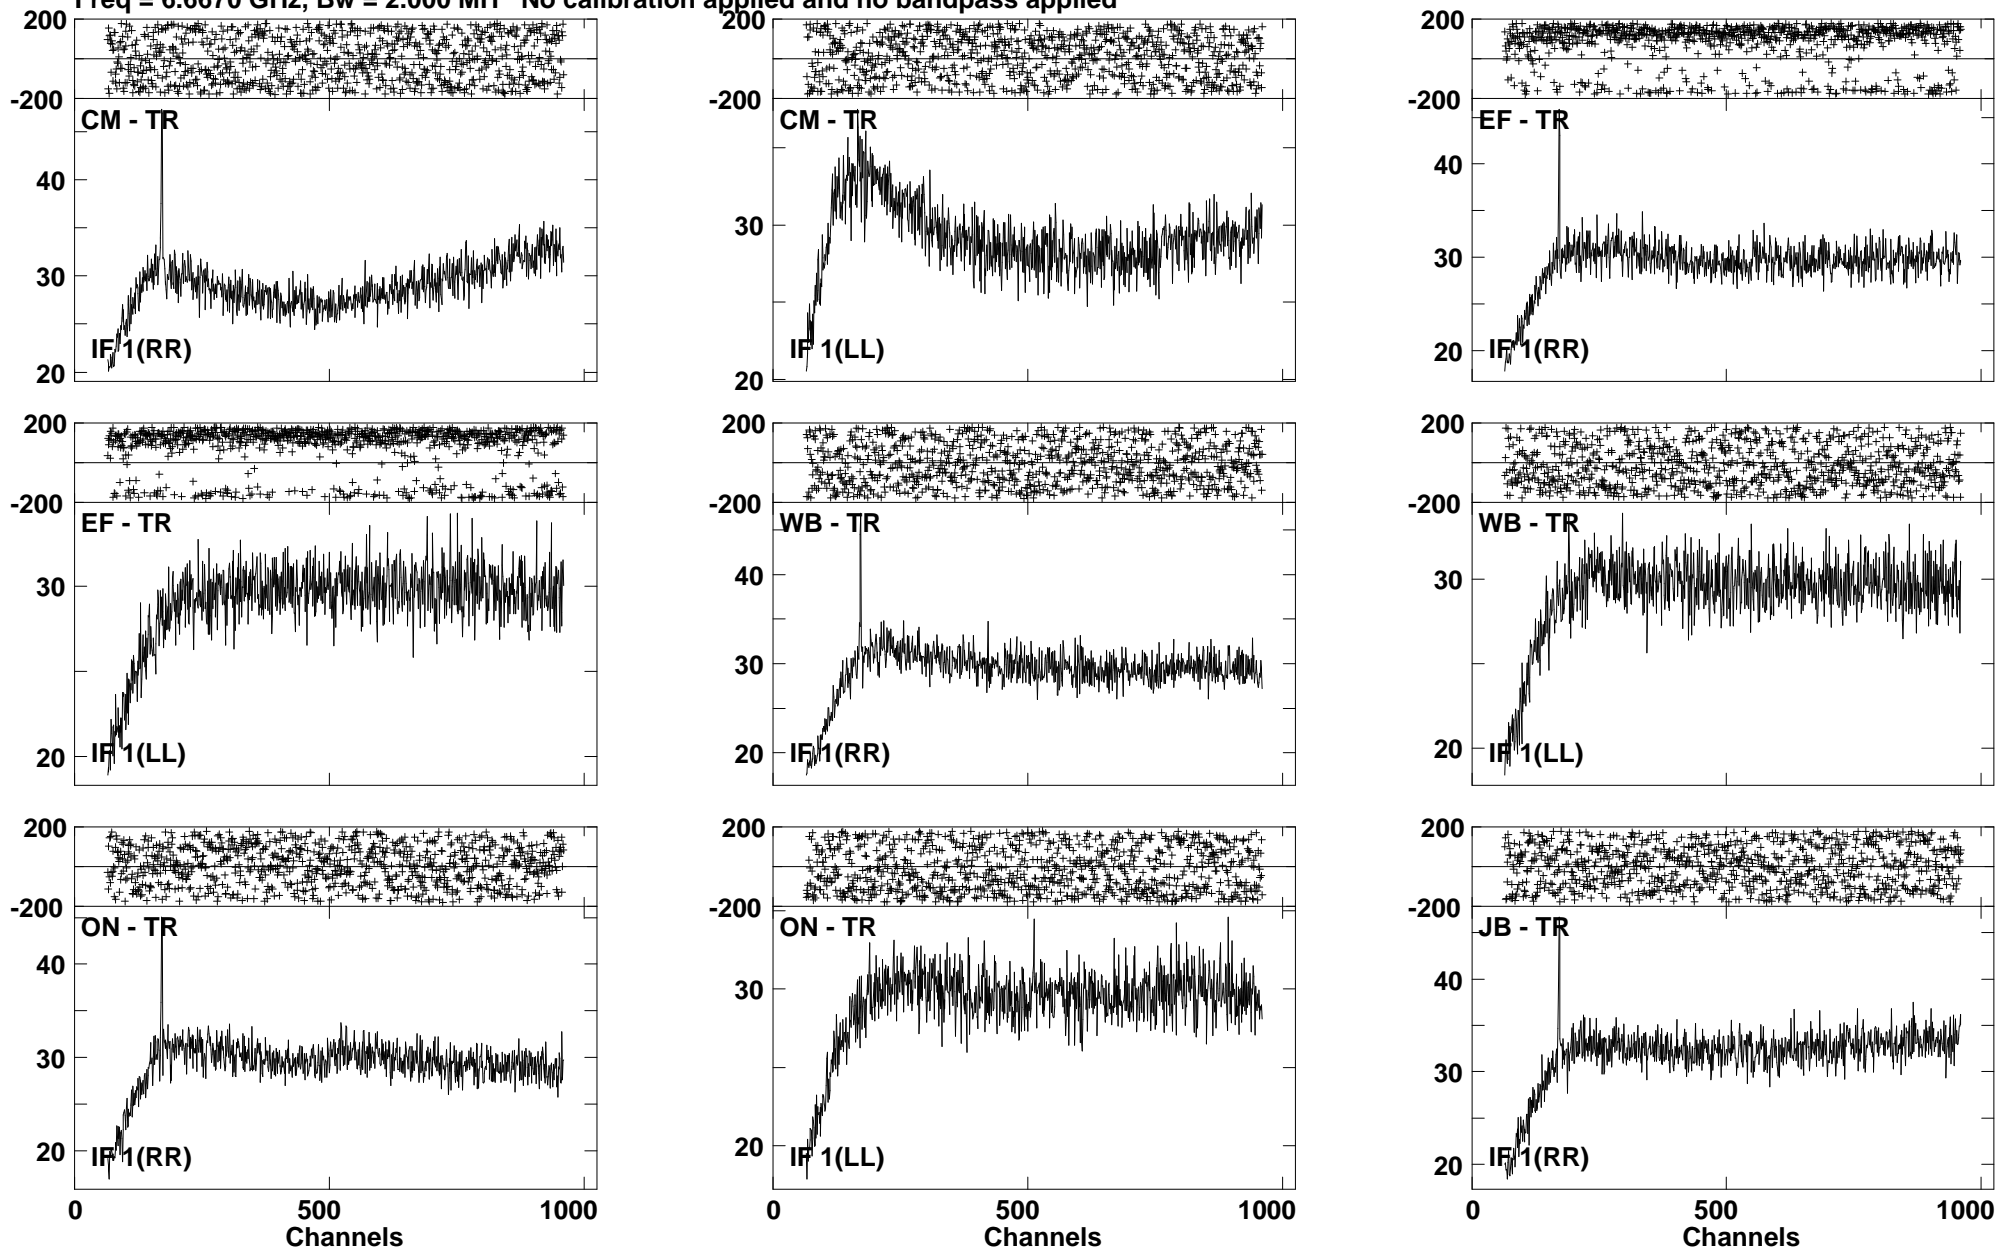 Freq = 6.6670 GHz, Bw = 2.000 MH No calibration applied and no bandpass applied
200 200 200
-200 -200 -200
CM - TR CM - TR EF - TR
40 30 40
30 20 30
20 20
IF 1(RR) IF 1(LL) IF 1(RR)
200 200 200
-200 -200 -200
EF - TR WB - TR WB - TR
30 40 30
20 30 20
20
IF 1(LL) IF 1(RR) IF 1(LL)
200 200 200
-200 -200 -200
ON - TR ON - TR JB - TR
40 30 40
30 20 30
20 20
IF 1(RR) IF 1(LL) IF 1(RR)
0 500 1000 0 500 1000 0 500 1000
Channels Channels Channels